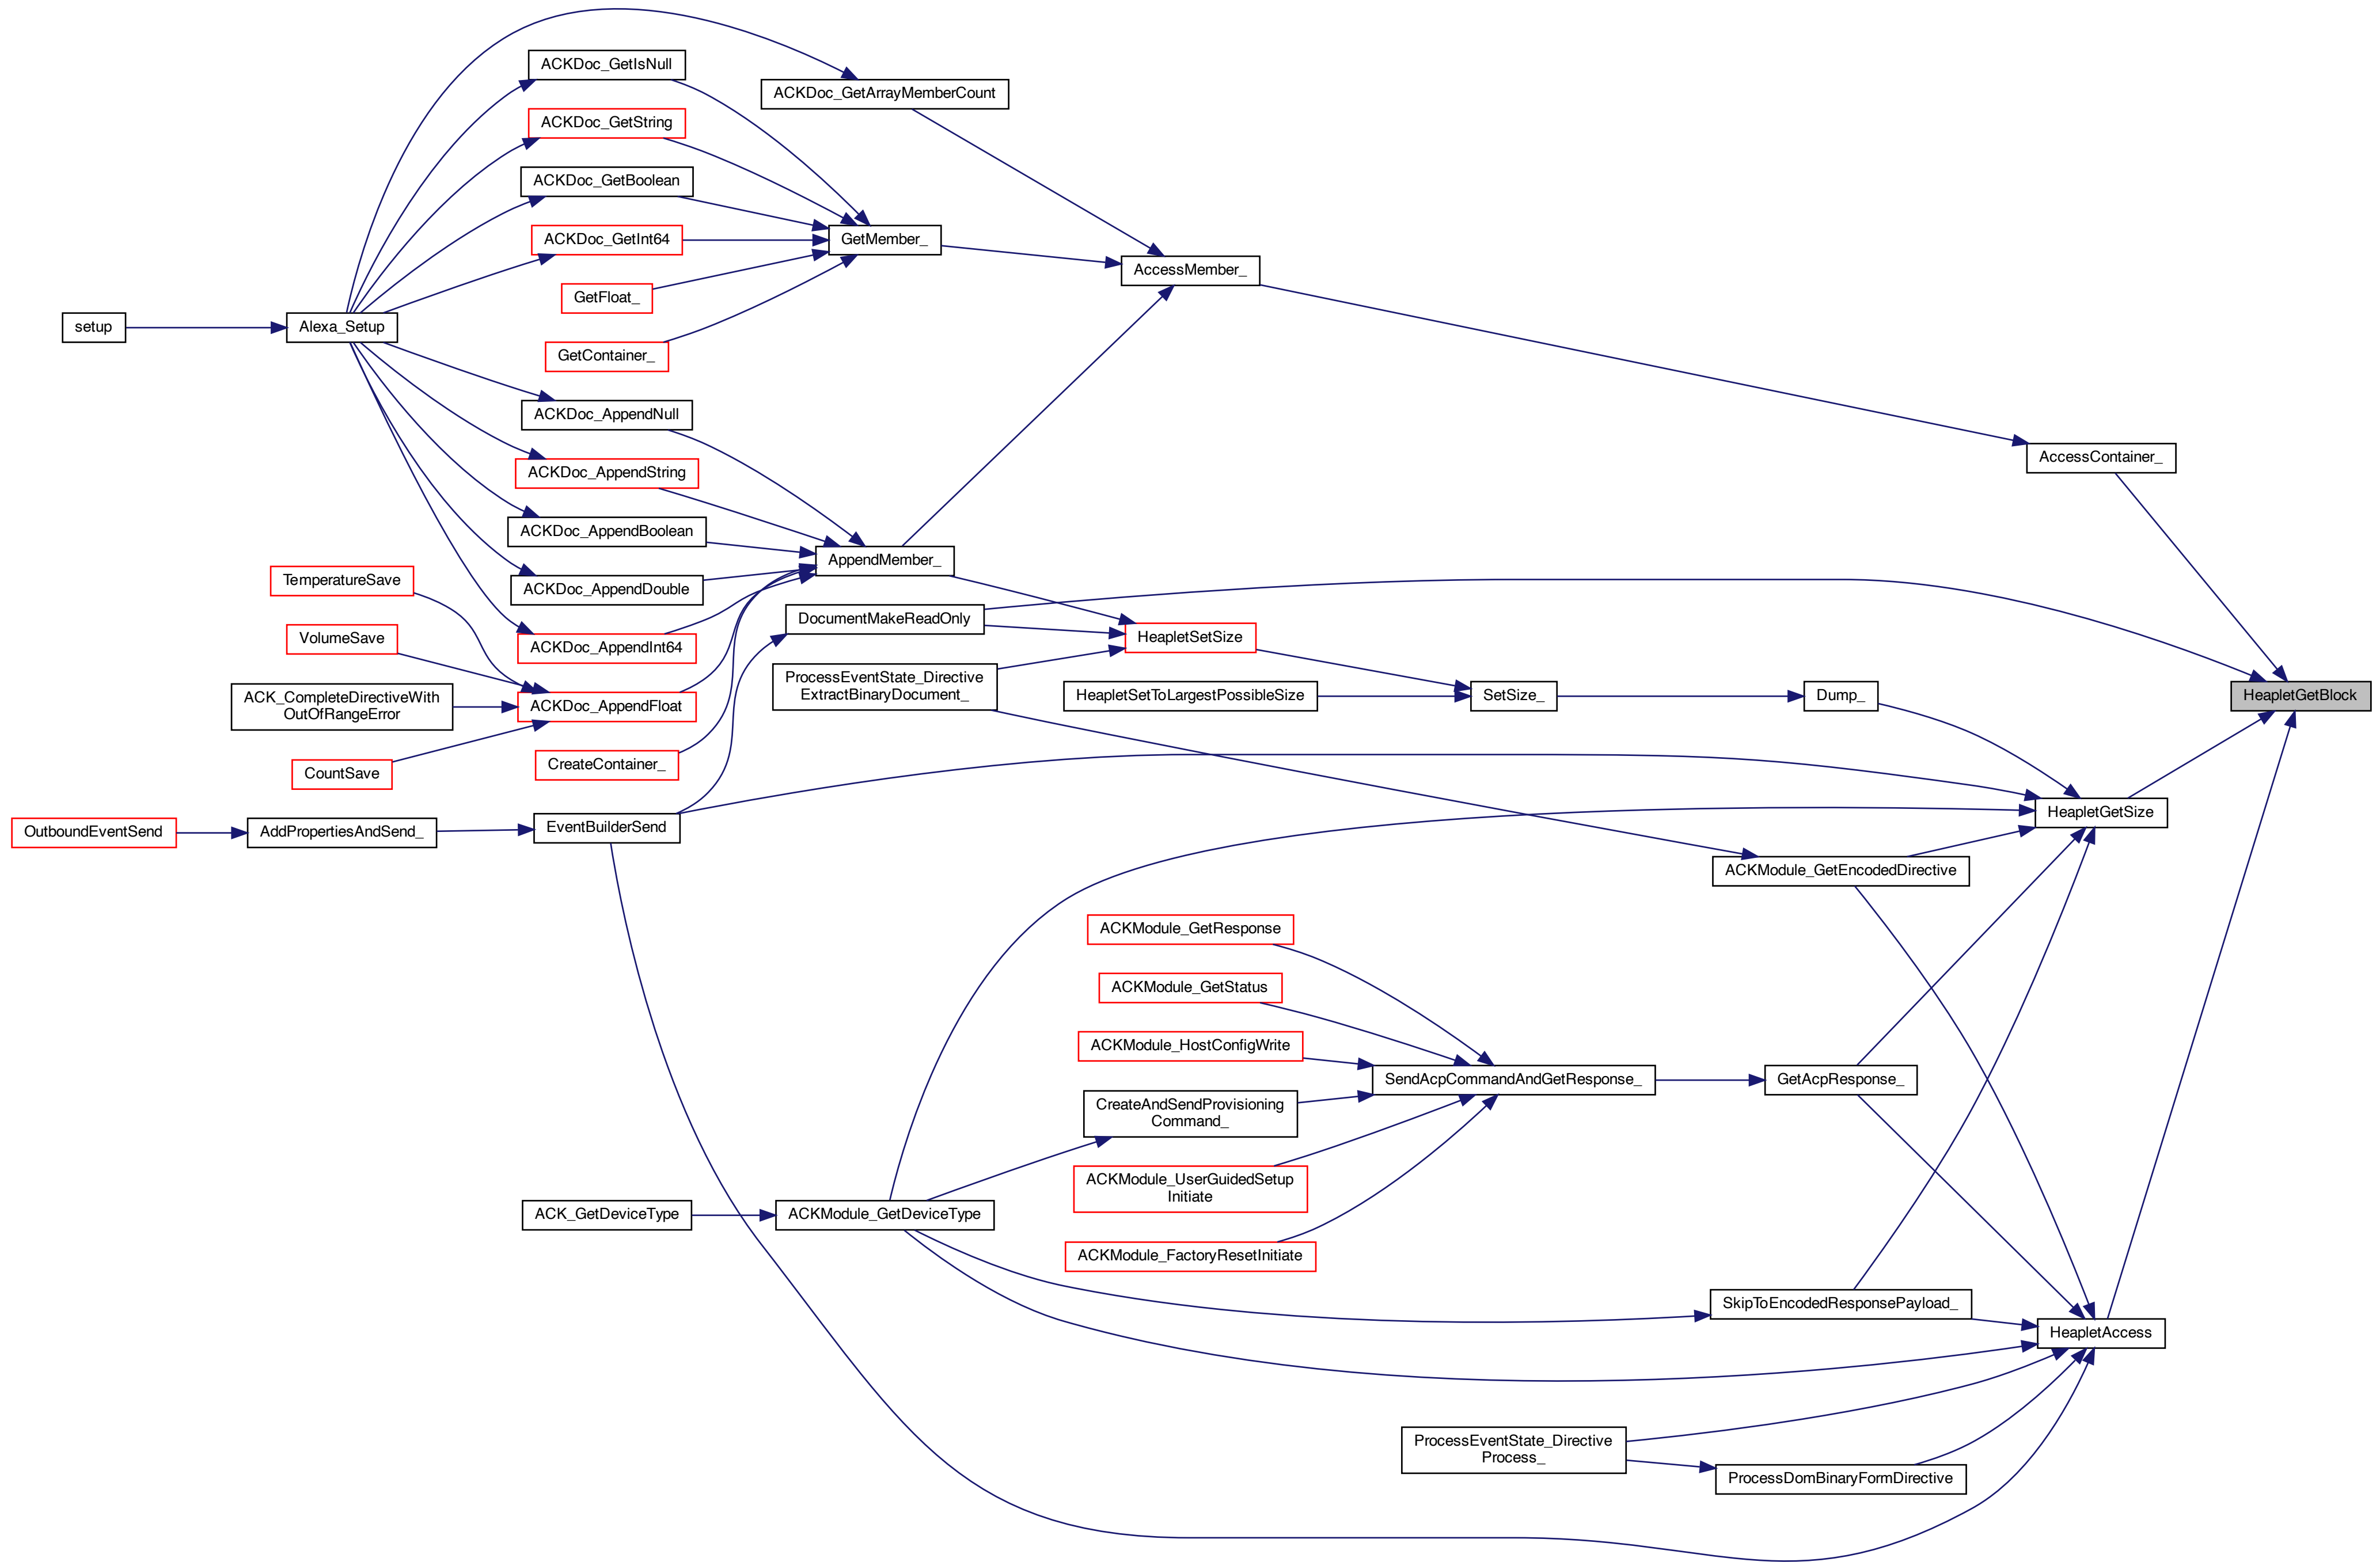 ACKDoc_GetIsNull
ACKDoc_GetArrayMemberCount
ACKDoc_GetString
ACKDoc_GetBoolean
ACKDoc_GetInt64
GetMember_
AccessMember_
GetFloat_
setup
Alexa_Setup
GetContainer_
ACKDoc_AppendNull
AccessContainer_
ACKDoc_AppendString
ACKDoc_AppendBoolean
AppendMember_
TemperatureSave
ACKDoc_AppendDouble
DocumentMakeReadOnly
VolumeSave
ACKDoc_AppendInt64
HeapletSetSize
ProcessEventState_Directive
ExtractBinaryDocument_
HeapletSetToLargestPossibleSize
SetSize_
Dump_
HeapletGetBlock
ACK_CompleteDirectiveWith
OutOfRangeError
ACKDoc_AppendFloat
CountSave
CreateContainer_
HeapletGetSize
OutboundEventSend
AddPropertiesAndSend_
EventBuilderSend
ACKModule_GetEncodedDirective
ACKModule_GetResponse
ACKModule_GetStatus
ACKModule_HostConfigWrite
SendAcpCommandAndGetResponse_
GetAcpResponse_
CreateAndSendProvisioning
Command_
ACKModule_UserGuidedSetup
Initiate
ACK_GetDeviceType
ACKModule_GetDeviceType
ACKModule_FactoryResetInitiate
SkipToEncodedResponsePayload_
HeapletAccess
ProcessEventState_Directive
Process_
ProcessDomBinaryFormDirective